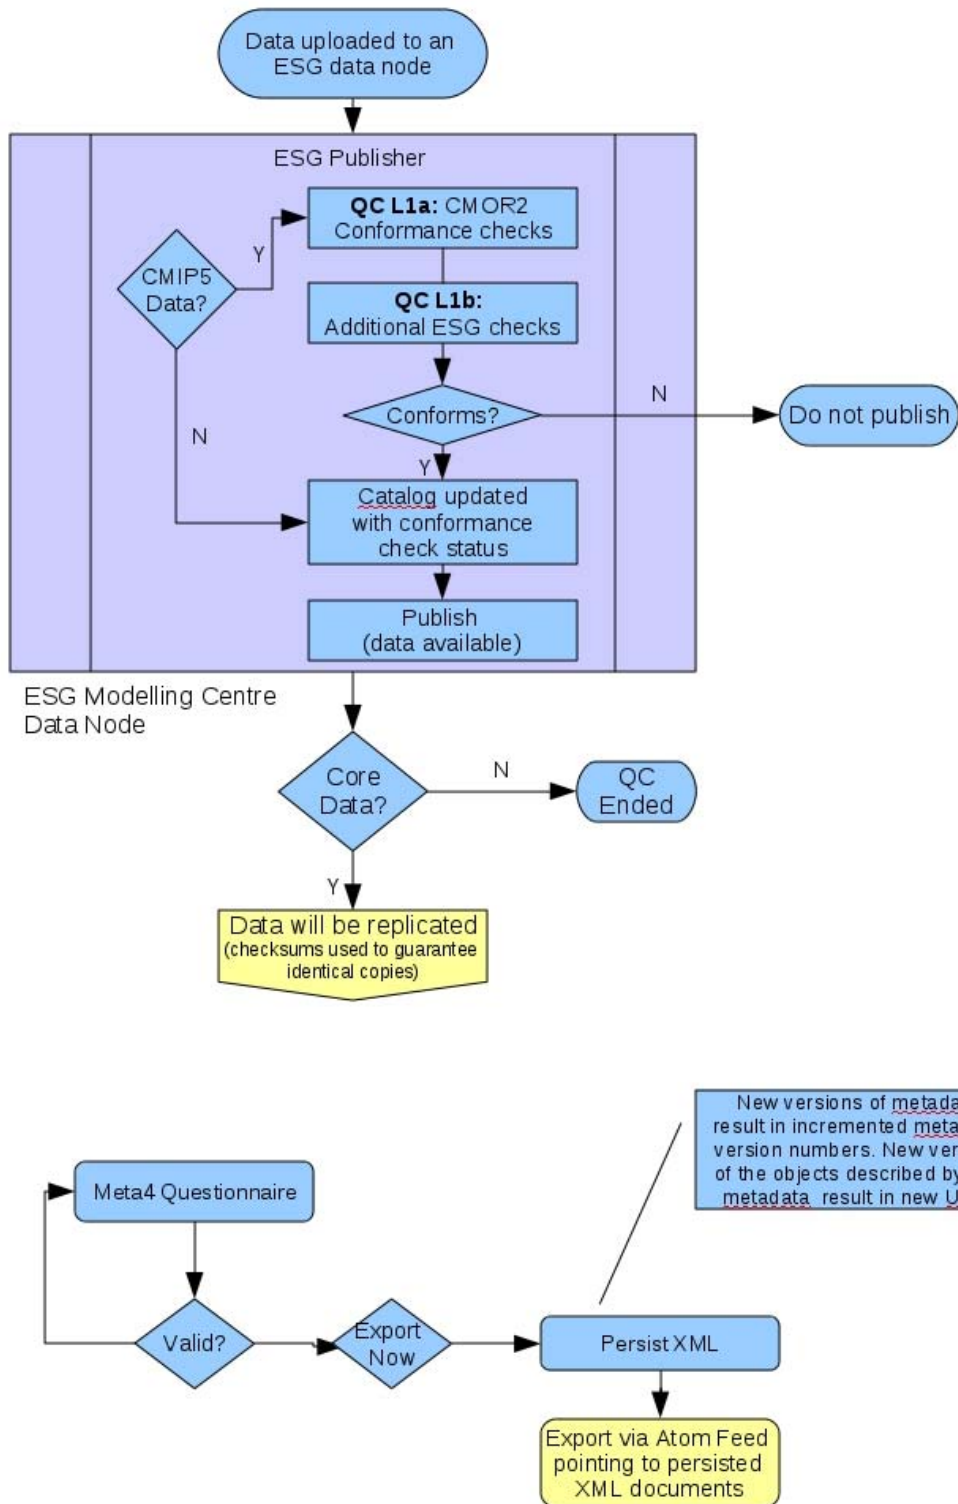 Data uploaded to an
ESG data node
ESG Publisher
QC L1a: CMOR2
Conformance checks
Y
CMIP5
Data?
QC L1b:
Additional ESG checks
N
Conforms?
Do not publish
N
Y
Catalog updated
with conformance
check status
Publish
(data available)
ESG Modelling Centre
Data Node
Core
Data?
N
QC
Ended
Y
Data will be replicated
(checksums used to guarantee
identical copies)
New versions of
result in incremented
version numbers. New
of the objects described by
metadata result in new
Meta4 Questionnaire
Valid?
Export
Now
Persist XML
Export via Atom Feed
pointing to persisted
XML documents